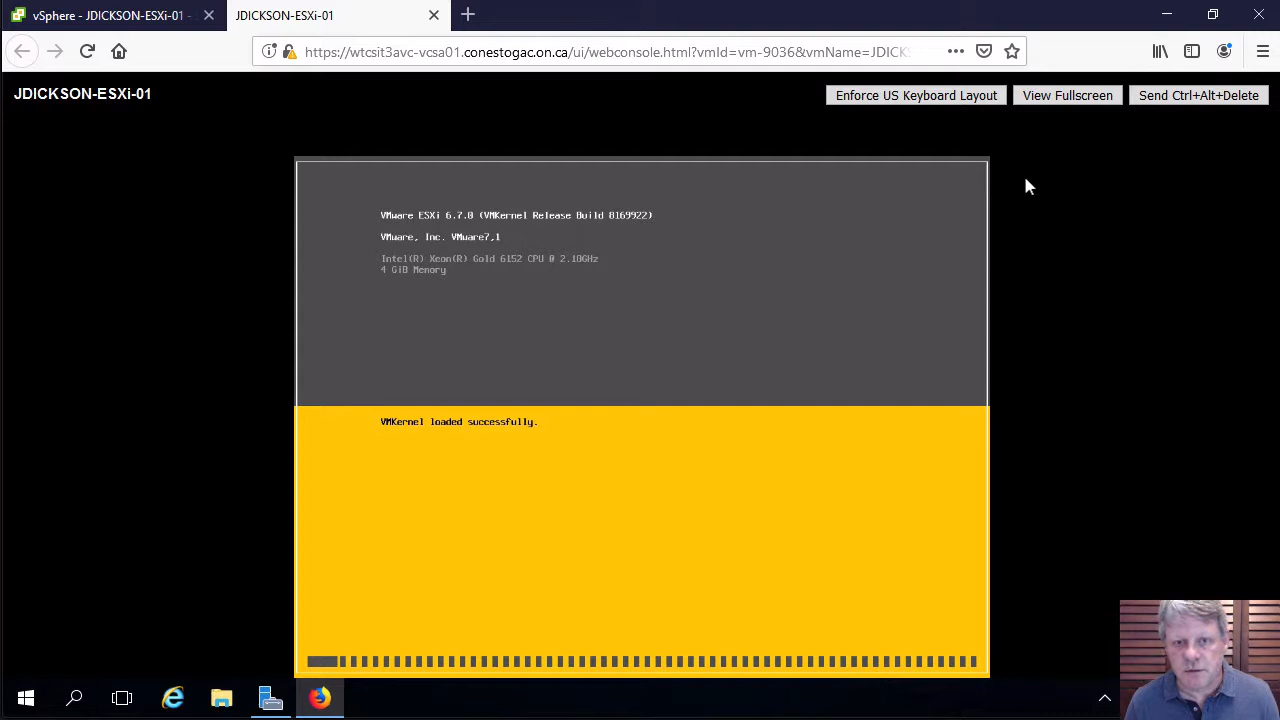 vSphere - JDICKSON-ESXi-01 -
JDICKSON-ESXi-01
https://wtcsit3avc-vcsa01.conestogac.on.ca/ui/webconsole.html?vmId=vm-9036&vmName=JDICKS
JDICKSON-ESXi-01
Enforce US Keyboard Layout
View Fullscreen
Send Ctrl+Alt+Delete
VMware ESXi 6.7.0 (VMKernel Release Build 8169922)
VMware, Inc. VMware7,1
Intel(R) Xeon(R) Gold 6152 CPU @ 2.10GHz
4 GiB Memory
VMKernel loaded successfully.